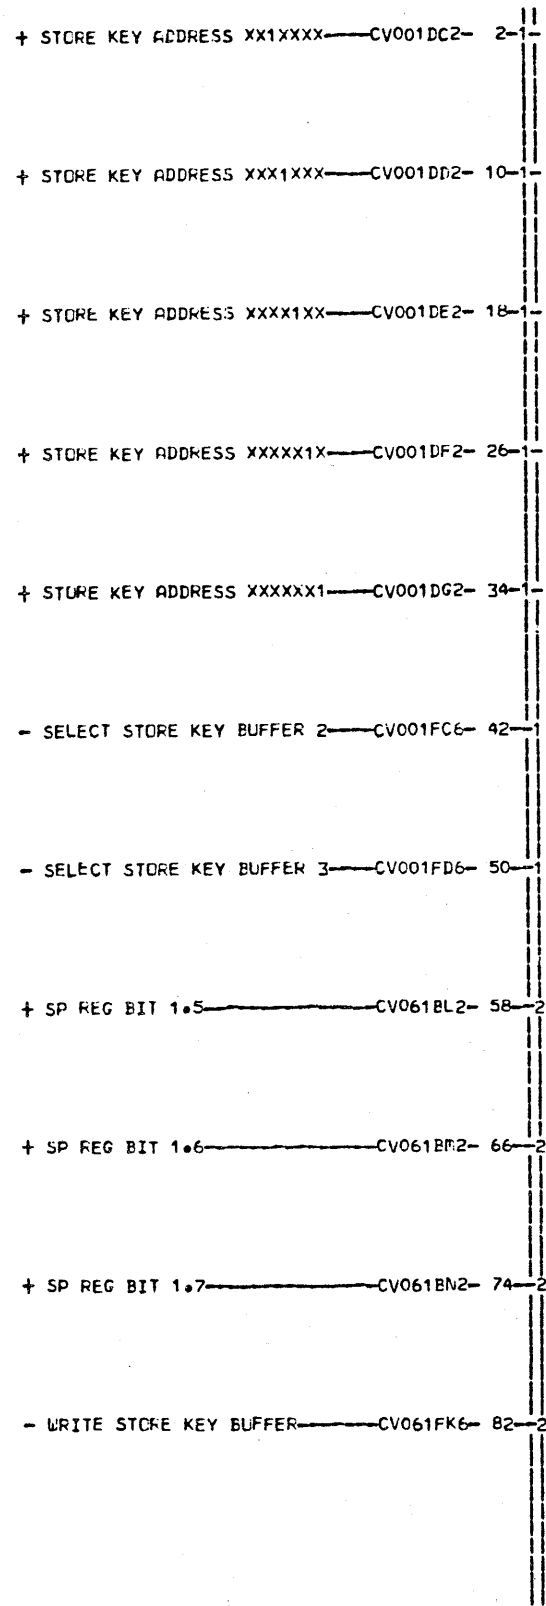 + STORE KEY ADDRESS XX1XXXX——CV001DC2- 2-1-
+ STORE KEY ADDRESS XXX1XXX——CV001DD2- 10-1-
+ STORE KEY ADDRESS XXXX1XX——CV001DE2- 18-1-
+ STORE KEY ADDRESS XXXXX1X——CV001DF2- 26-1-
+ STORE KEY ADDRESS XXXXXX1——CV001DG2- 34-1-
- SELECT STORE KEY BUFFER 2——CV001FC6- 42--1
- SELECT STORE KEY BUFFER 3——CV001FD6- 50--1
+ SP REG BIT 1.5————————CV061BL2- 58--2
+ SP REG BIT 1.6————————CV061BM2- 66--2
+ SP REG BIT 1.7————————CV061BN2- 74--2
- WRITE STORE KEY BUFFER————CV061FK6- 82--2